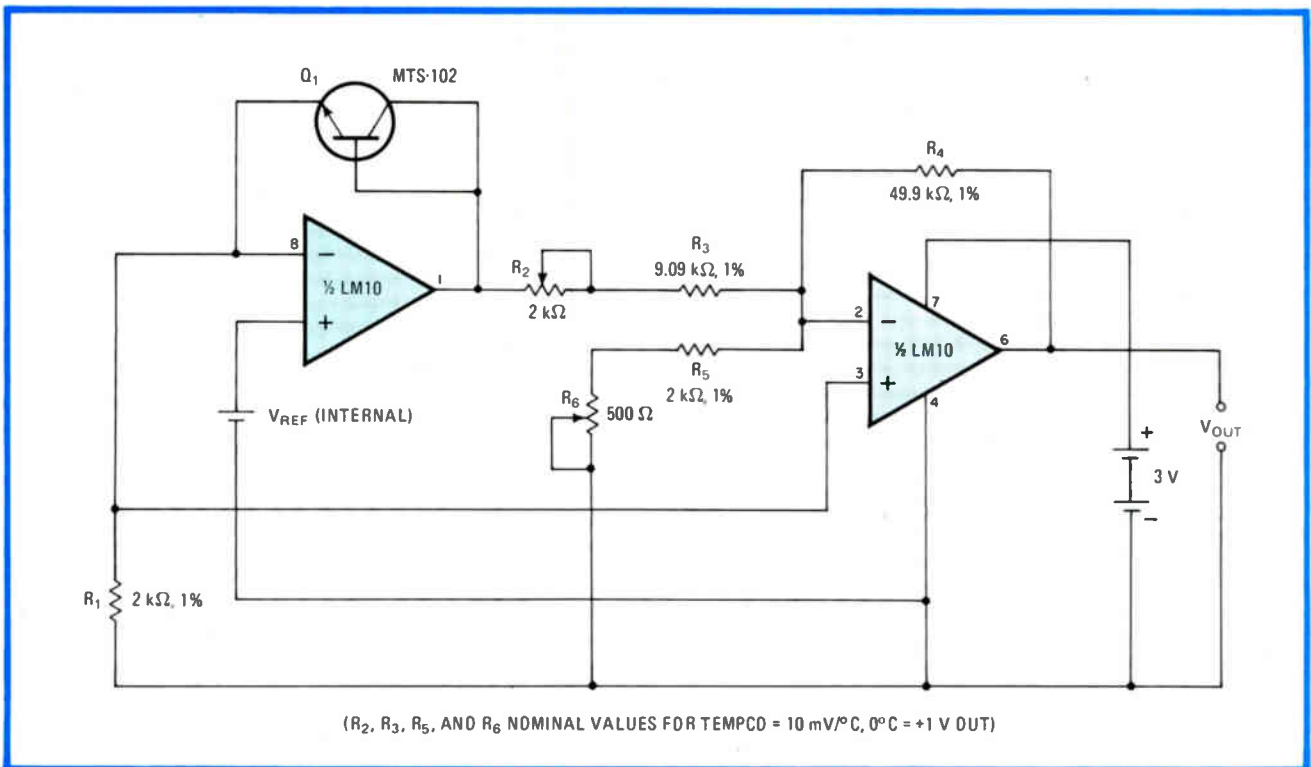 Q₁ MTS-102
R₄
49.9 kΩ, 1%
8
−
½ LM10
+
1
R₂
2 kΩ
R₃
9.09 kΩ, 1%
7
2
−
½ LM10
6
3
+
4
R₅
2 kΩ, 1%
R₆
500 Ω
VREF (INTERNAL)
VOUT
+
3 V
−
R₁ 2 kΩ, 1%
(R₂, R₃, R₅, AND R₆ NOMINAL VALUES FOR TEMPCO = 10 mV/°C, 0°C = +1 V OUT)